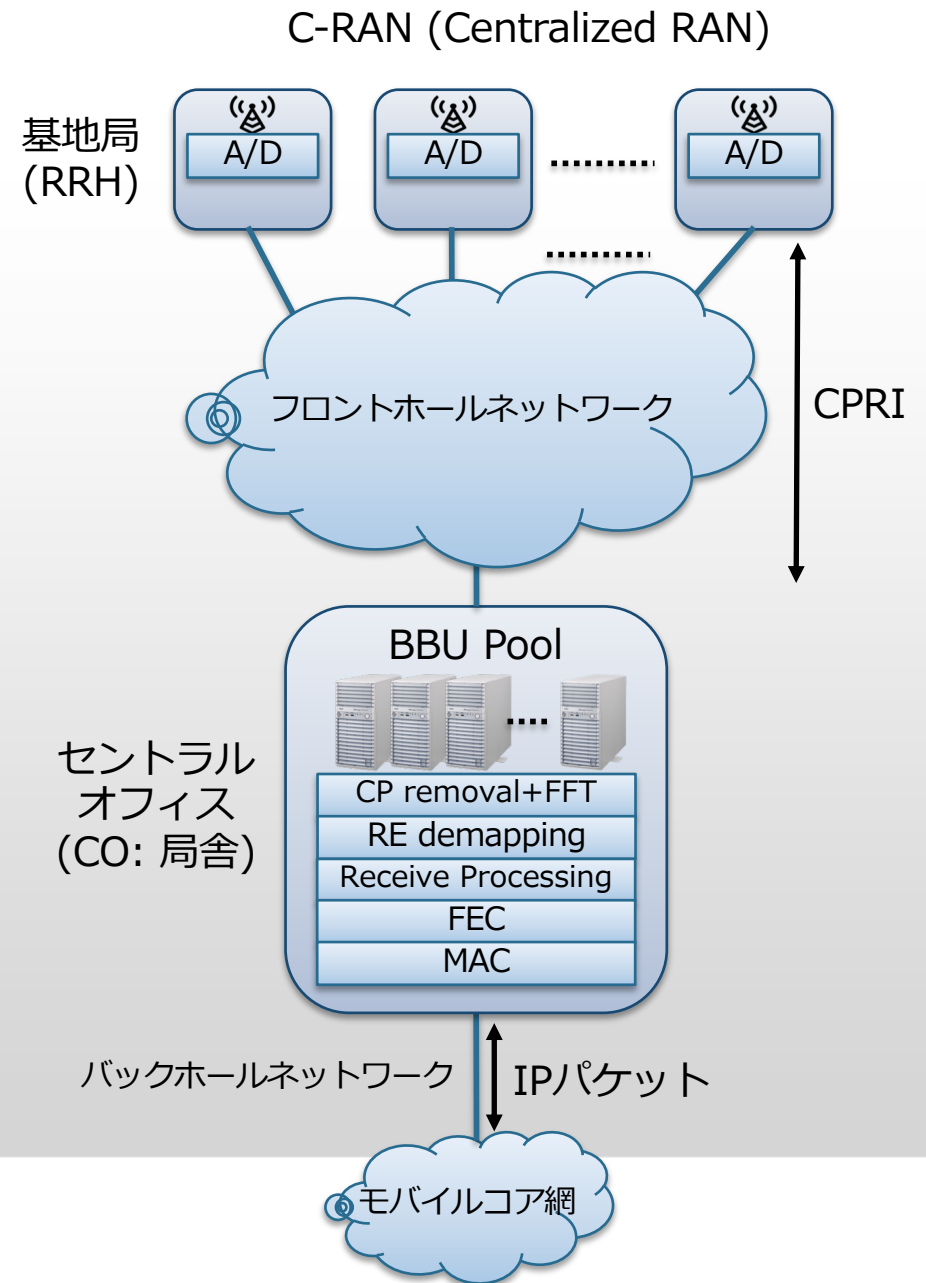 C-RAN (Centralized RAN)
基地局
(RRH)
A/D
A/D
A/D
フロントホールネットワーク
CPRI
BBU Pool
セントラル
オフィス
(CO: 局舎)
CP removal+FFT
RE demapping
Receive Processing
FEC
MAC
バックホールネットワーク
IPパケット
モバイルコア網